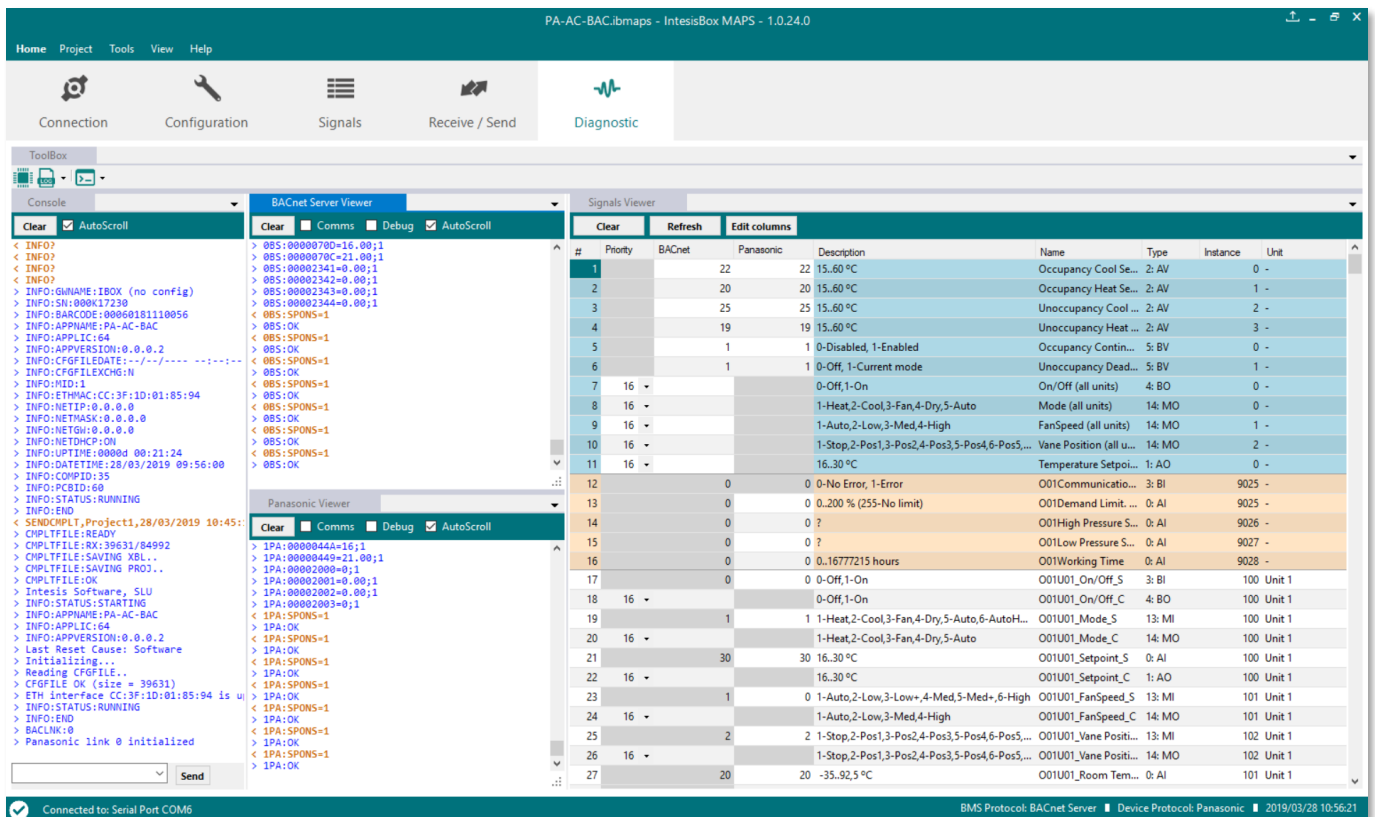 PA-AC-BAC.ibmaps - IntesisBox MAPS - 1.0.24.0
Home Project Tools View Help
Connection Configuration Signals Receive / Send Diagnostic
ToolBox
LOG
Console
Clear AutoScroll
< INFO?
< INFO?
< INFO?
< INFO?
> INFO:GWNAME:IBOX (no config)
> INFO:SN:000K17230
> INFO:BARCODE:00060181110056
> INFO:APPNAME:PA-AC-BAC
> INFO:APPLIC:64
> INFO:APPVERSION:0.0.0.2
> INFO:CFGFILEDATE:--/--/---- --:--:--
> INFO:CFGFILEXCHG:N
> INFO:MID:1
> INFO:ETHMAC:CC:3F:1D:01:85:94
> INFO:NETIP:0.0.0.0
> INFO:NETMASK:0.0.0.0
> INFO:NETGW:0.0.0.0
> INFO:NETDHCP:ON
> INFO:UPTIME:0000d 00:21:24
> INFO:DATETIME:28/03/2019 09:56:00
> INFO:COMPID:35
> INFO:PCBID:60
> INFO:STATUS:RUNNING
> INFO:END
< SENDCMPLT,Project1,28/03/2019 10:45:
> CMPLTFILE:READY
> CMPLTFILE:RX:39631/84992
> CMPLTFILE:SAVING XBL..
> CMPLTFILE:SAVING PROJ..
> CMPLTFILE:OK
> Intesis Software, SLU
> INFO:STATUS:STARTING
> INFO:APPNAME:PA-AC-BAC
> INFO:APPLIC:64
> INFO:APPVERSION:0.0.0.2
> Last Reset Cause: Software
> Initializing...
> Reading CFGFILE..
> CFGFILE OK (size = 39631)
> ETH interface CC:3F:1D:01:85:94 is u
> INFO:STATUS:RUNNING
> INFO:END
> BACLNK:0
> Panasonic link 0 initialized
Send
BACnet Server Viewer
Clear Comms Debug AutoScroll
> 0BS:0000070D=16.00;1
> 0BS:0000070C=21.00;1
> 0BS:00002341=0.00;1
> 0BS:00002342=0.00;1
> 0BS:00002343=0.00;1
> 0BS:00002344=0.00;1
< 0BS:SPONS=1
> 0BS:OK
< 0BS:SPONS=1
> 0BS:OK
< 0BS:SPONS=1
> 0BS:OK
< 0BS:SPONS=1
> 0BS:OK
< 0BS:SPONS=1
> 0BS:OK
< 0BS:SPONS=1
> 0BS:OK
< 0BS:SPONS=1
> 0BS:OK
Panasonic Viewer
Clear Comms Debug AutoScroll
> 1PA:0000044A=16;1
> 1PA:00000449=21.00;1
> 1PA:00002000=0;1
> 1PA:00002001=0.00;1
> 1PA:00002002=0.00;1
> 1PA:00002003=0;1
< 1PA:SPONS=1
> 1PA:OK
< 1PA:SPONS=1
> 1PA:OK
< 1PA:SPONS=1
> 1PA:OK
< 1PA:SPONS=1
> 1PA:OK
< 1PA:SPONS=1
> 1PA:OK
< 1PA:SPONS=1
> 1PA:OK
< 1PA:SPONS=1
> 1PA:OK
Signals Viewer
Clear Refresh Edit columns
# Priority BACnet Panasonic Description Name Type Instance Unit
1 22 22 15..60 ºC Occupancy Cool Se... 2: AV 0 -
2 20 20 15..60 ºC Occupancy Heat Se... 2: AV 1 -
3 25 25 15..60 ºC Unoccupancy Cool ... 2: AV 2 -
4 19 19 15..60 ºC Unoccupancy Heat ... 2: AV 3 -
5 1 1 0-Disabled, 1-Enabled Occupancy Contin... 5: BV 0 -
6 1 1 0-Off, 1-Current mode Unoccupancy Dead... 5: BV 1 -
7 16 0-Off,1-On On/Off (all units) 4: BO 0 -
8 16 1-Heat,2-Cool,3-Fan,4-Dry,5-Auto Mode (all units) 14: MO 0 -
9 16 1-Auto,2-Low,3-Med,4-High FanSpeed (all units) 14: MO 1 -
10 16 1-Stop,2-Pos1,3-Pos2,4-Pos3,5-Pos4,6-Pos5,... Vane Position (all u... 14: MO 2 -
11 16 16..30 ºC Temperature Setpoi... 1: AO 0 -
12 0 0 0-No Error, 1-Error O01Communicatio... 3: BI 9025 -
13 0 0 0..200 % (255-No limit) O01Demand Limit. ... 0: AI 9025 -
14 0 0 ? O01High Pressure S... 0: AI 9026 -
15 0 0 ? O01Low Pressure S... 0: AI 9027 -
16 0 0 0..16777215 hours O01Working Time 0: AI 9028 -
17 0 0 0-Off,1-On O01U01_On/Off_S 3: BI 100 Unit 1
18 16 0-Off,1-On O01U01_On/Off_C 4: BO 100 Unit 1
19 1 1 1-Heat,2-Cool,3-Fan,4-Dry,5-Auto,6-AutoH... O01U01_Mode_S 13: MI 100 Unit 1
20 16 1-Heat,2-Cool,3-Fan,4-Dry,5-Auto O01U01_Mode_C 14: MO 100 Unit 1
21 30 30 16..30 ºC O01U01_Setpoint_S 0: AI 100 Unit 1
22 16 16..30 ºC O01U01_Setpoint_C 1: AO 100 Unit 1
23 1 0 1-Auto,2-Low,3-Low+,4-Med,5-Med+,6-High O01U01_FanSpeed_S 13: MI 101 Unit 1
24 16 1-Auto,2-Low,3-Med,4-High O01U01_FanSpeed_C 14: MO 101 Unit 1
25 2 2 1-Stop,2-Pos1,3-Pos2,4-Pos3,5-Pos4,6-Pos5,... O01U01_Vane Positi... 13: MI 102 Unit 1
26 16 1-Stop,2-Pos1,3-Pos2,4-Pos3,5-Pos4,6-Pos5,... O01U01_Vane Positi... 14: MO 102 Unit 1
27 20 20 -35..92,5 ºC O01U01_Room Tem... 0: AI 101 Unit 1
Connected to: Serial Port COM6
BMS Protocol: BACnet Server Device Protocol: Panasonic 2019/03/28 10:56:21